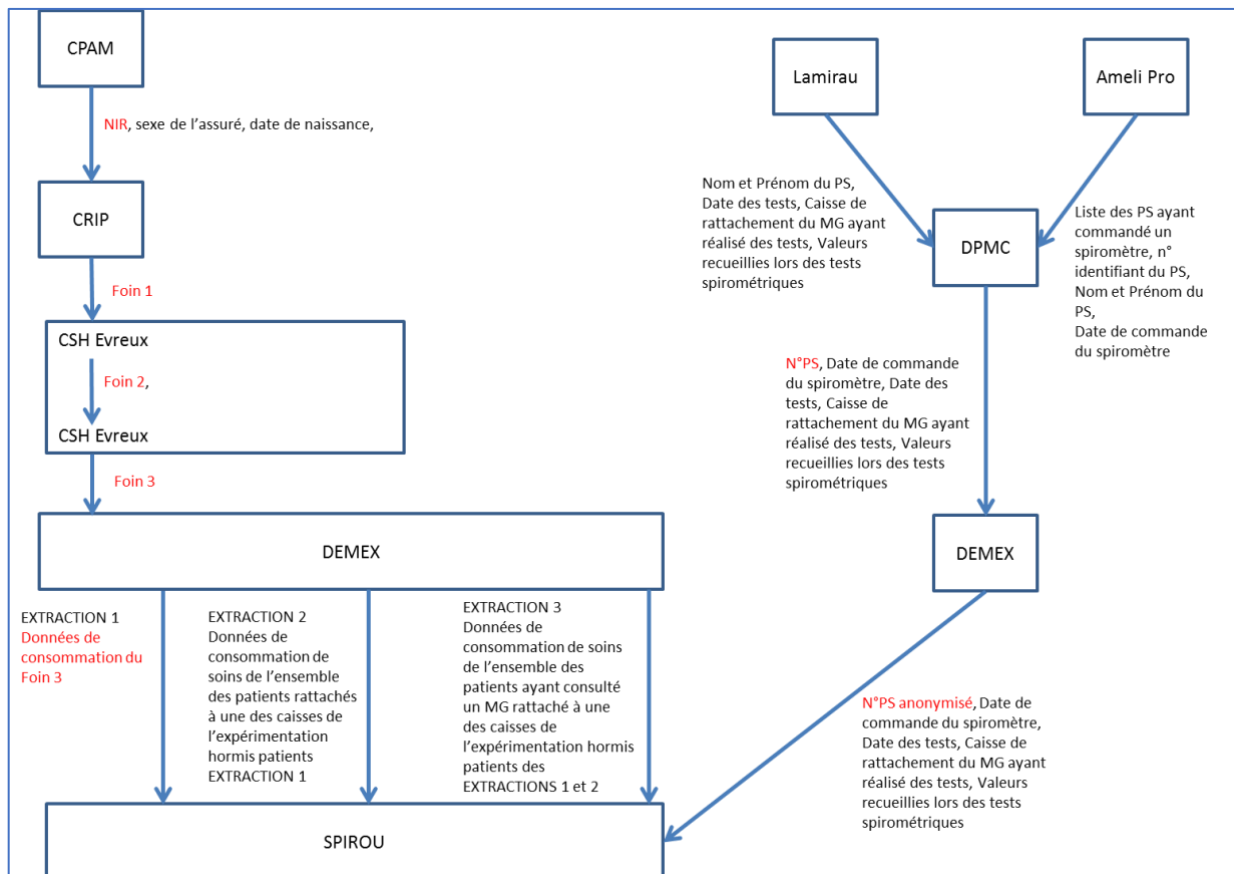 CPAM
NIR, sexe de l'assuré, date de naissance,
CRIP
Foin 1
CSH Evreux
Foin 2,
CSH Evreux
Foin 3
DEMEX
EXTRACTION 1
Données de
consommation du
Foin 3
EXTRACTION 2
Données de
consommation de
soins de l'ensemble
des patients rattachés
à une des caisses de
l'expérimentation
hormis patients
EXTRACTION 1
EXTRACTION 3
Données de
consommation de soins
de l'ensemble des
patients ayant consulté
un MG rattaché à une
des caisses de
l'expérimentation hormis
patients des
EXTRACTIONS 1 et 2
SPIROU
Lamirau
Ameli Pro
Nom et Prénom du PS,
Date des tests, Caisse de
rattachement du MG ayant
réalisé des tests, Valeurs
recueillies lors des tests
spirométriques
DPMC
Liste des PS ayant
commandé un
spiromètre, n°
identifiant du PS,
Nom et Prénom du
PS,
Date de commande
du spiromètre
N°PS, Date de commande
du spiromètre, Date des
tests, Caisse de
rattachement du MG ayant
réalisé des tests, Valeurs
recueillies lors des tests
spirométriques
DEMEX
N°PS anonymisé, Date de
commande du spiromètre,
Date des tests, Caisse de
rattachement du MG ayant
réalisé des tests, Valeurs
recueillies lors des tests
spirométriques